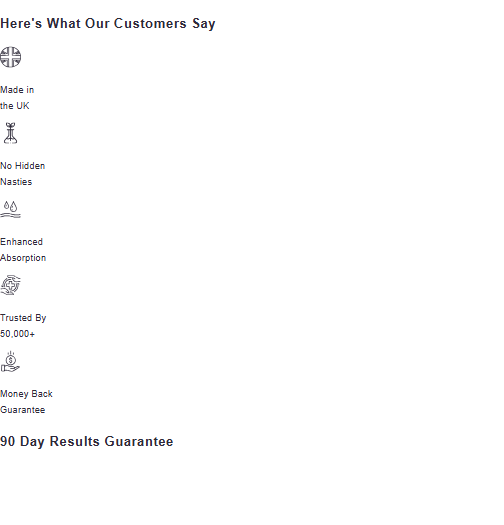 Here's What Our Customers Say
Made in
the UK
No Hidden
Nasties
Enhanced
Absorption
Trusted By
50,000+
$
Money Back
Guarantee
90 Day Results Guarantee